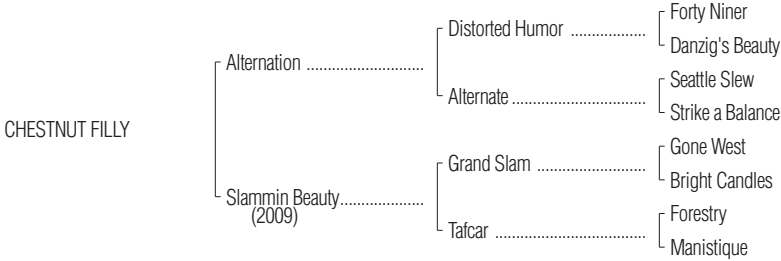 Forty Niner
Distorted Humor ...................
Danzig's Beauty
Alternation .............................
Seattle Slew
Alternate .................................
Strike a Balance
CHESTNUT FILLY
Gone West
Grand Slam ...........................
Bright Candles
Slammin Beauty.....................
(2009)
Forestry
Tafcar .....................................
Manistique